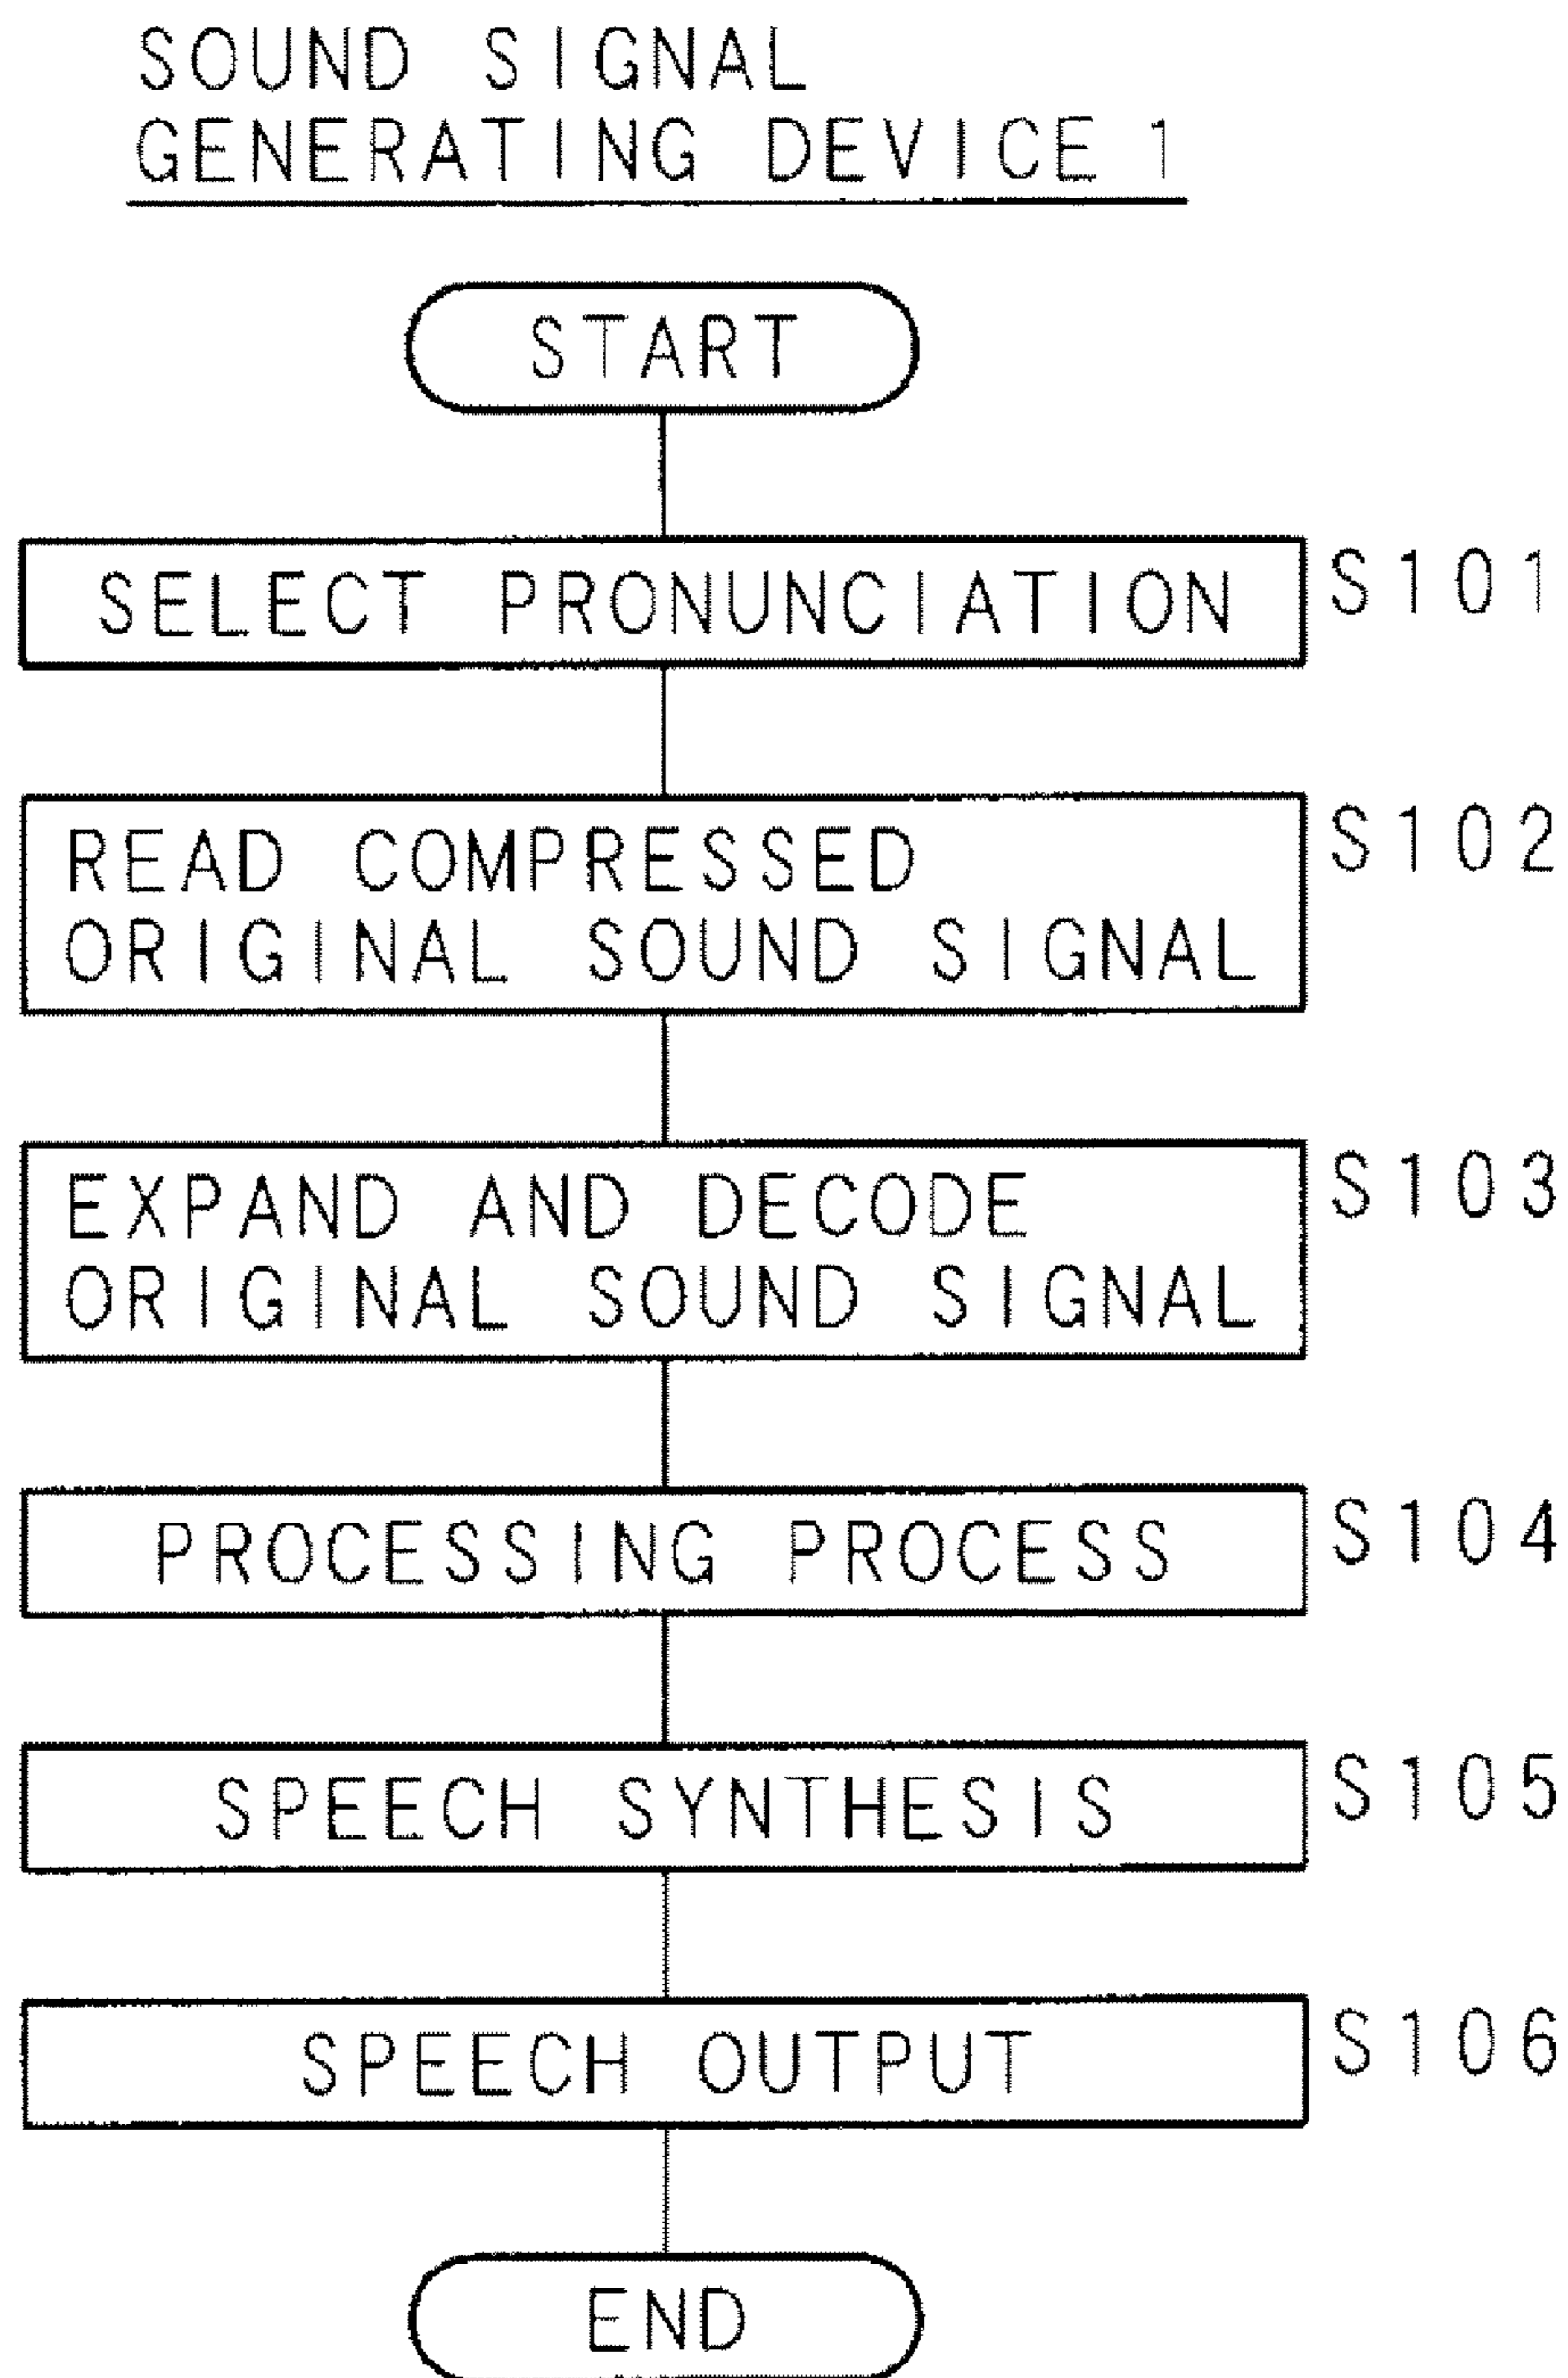 SOUND SIGNAL
GENERATING DEVICE 1
START
SELECT PRONUNCIATION S101
READ COMPRESSED S102
ORIGINAL SOUND SIGNAL
EXPAND AND DECODE S103
ORIGINAL SOUND SIGNAL
PROCESSING PROCESS S104
SPEECH SYNTHESIS S105
SPEECH OUTPUT S106
END